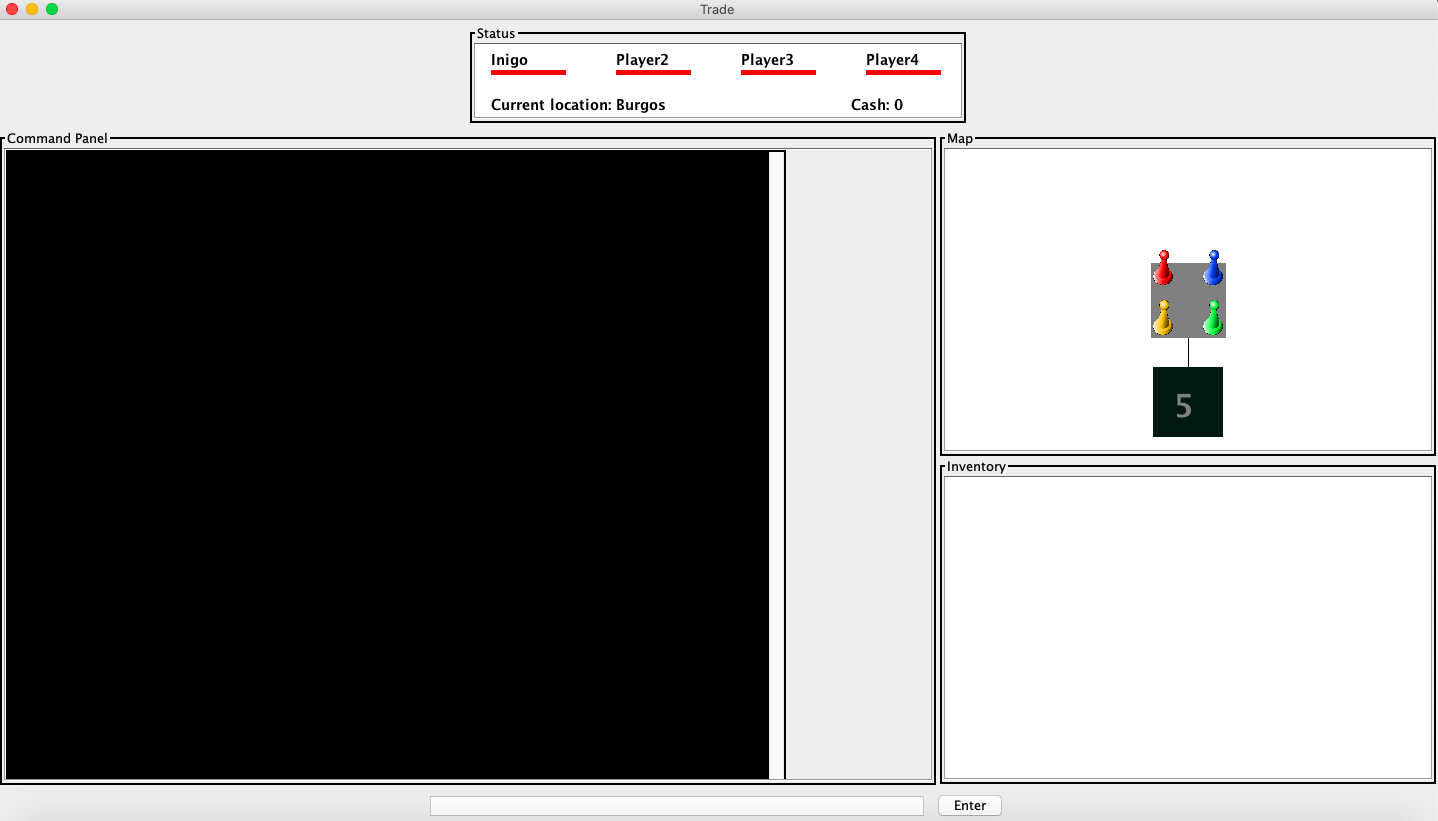 Trade
Status
Inigo Player2 Player3 Player4
Current location: Burgos Cash: 0
Command Panel
Map
5
Inventory
Enter